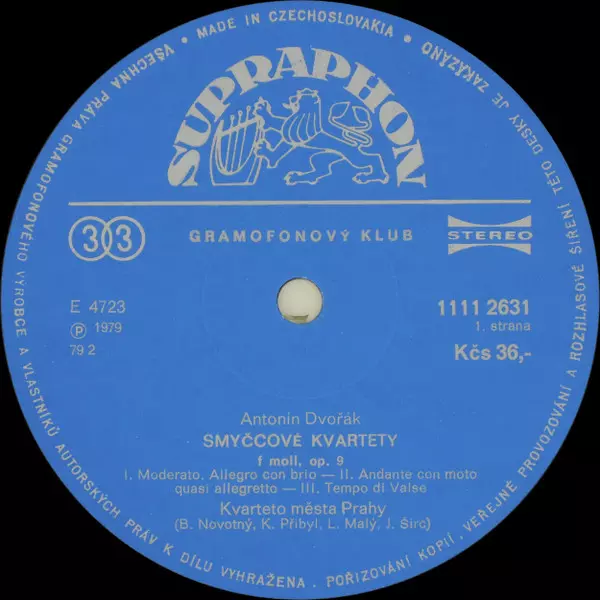 MADE IN CZECHOSLOVAKIA •
VŠECHNA PRÁVA GRAMOFONOVÉHO VÝROBCE A VLASTNÍKŮ AUTORSKÝCH PRÁV K DÍLU VYHRAŽENA . POŘIZOVÁNÍ KOPIÍ , VEŘEJNÉ PROVOZOVÁNÍ A ROZHLASOVÉ ŠÍŘENÍ TÉTO DESKY JE ZAKÁZÁNO •
SUPRAPHON
33
GRAMOFONOVÝ KLUB
STEREO
E 4723
1111 2631
Ⓟ 1979
1. strana
79 2
Kčs 36,-
Antonín Dvořák
SMYČCOVÉ KVARTETY
f moll, op. 9
I. Moderato. Allegro con brio — II. Andante con moto
quasi allegretto — III. Tempo di Valse
Kvarteto města Prahy
(B. Novotný, K. Přibyl, L. Malý, J. Širc)